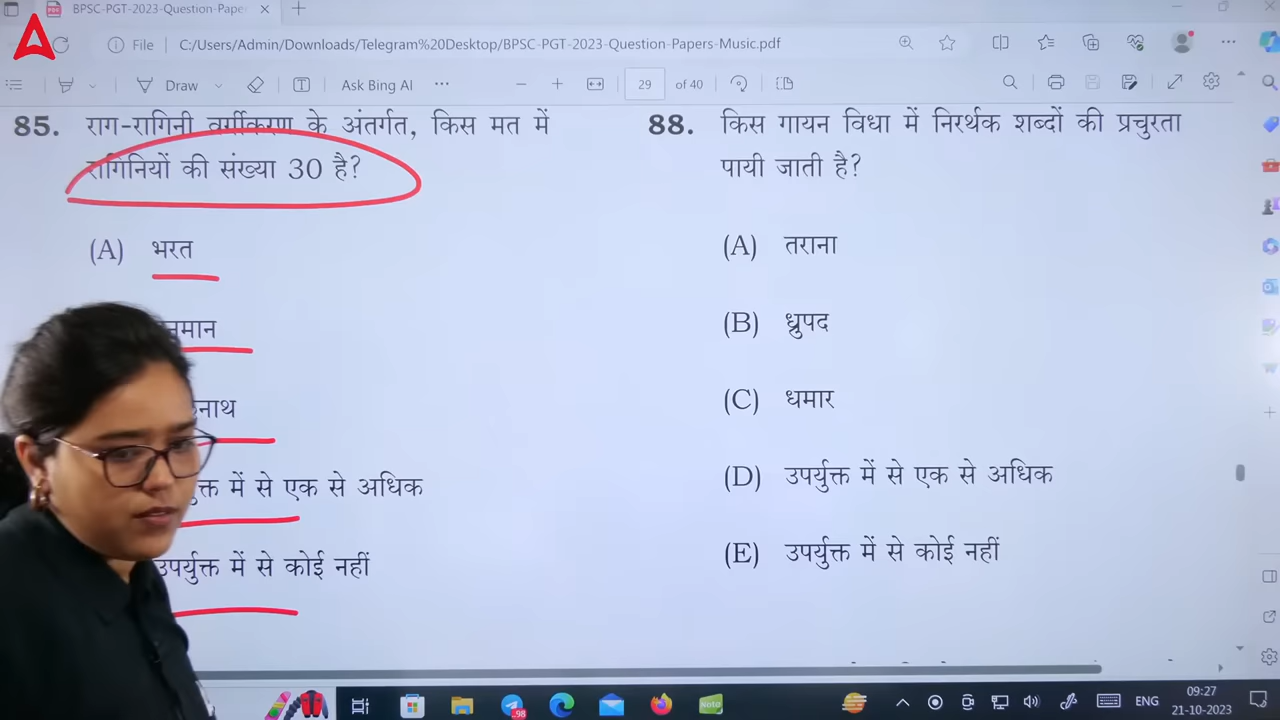 BPSC-PGT-2023-Question-Pape
File C:/Users/Admin/Downloads/Telegram%20Desktop/BPSC-PGT-2023-Question-Papers-Music.pdf
Draw Ask Bing AI 29 of 40
85. राग-रागिनी वर्गीकरण के अंतर्गत, किस मत में
रागिनियों की संख्या 30 है?
(A) भरत
उपर्युक्त में से कोई नहीं
में से एक से अधिक
88. किस गायन विधा में निरर्थक शब्दों की प्रचुरता
पायी जाती है?
(A) तराना
(B) ध्रुपद
(C) धमार
(D) उपर्युक्त में से एक से अधिक
(E) उपर्युक्त में से कोई नहीं
98
ENG
09:27
21-10-2023